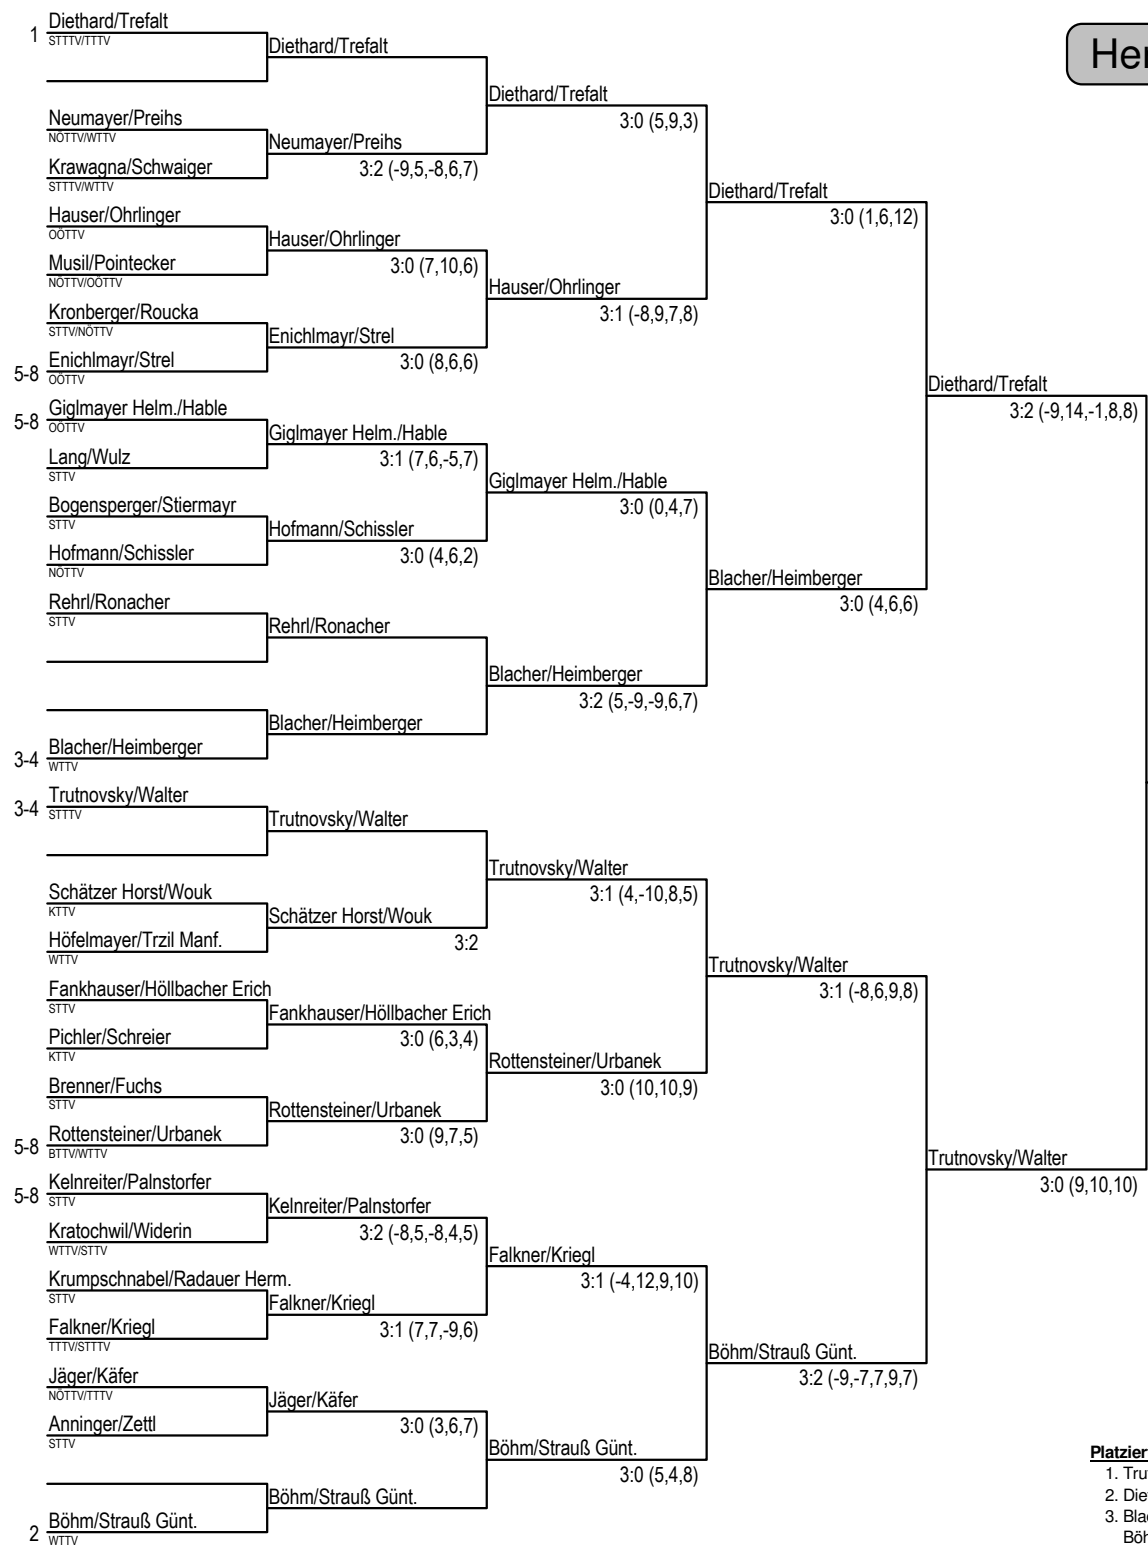 Diethard/Trefalt
1
STTTV/TTTV
Diethard/Trefalt
Her
Diethard/Trefalt
3:0 (5,9,3)
Neumayer/Preihs
NÖTTV/WTTV
Neumayer/Preihs
3:2 (-9,5,-8,6,7)
Krawagna/Schwaiger
STTTV/WTTV
Diethard/Trefalt
3:0 (1,6,12)
Hauser/Ohrlinger
OÖTTV
Hauser/Ohrlinger
3:0 (7,10,6)
Musil/Pointecker
NÖTTV/OÖTTV
Hauser/Ohrlinger
3:1 (-8,9,7,8)
Kronberger/Roucka
STTV/NÖTTV
Enichlmayr/Strel
3:0 (8,6,6)
Enichlmayr/Strel
5-8
OÖTTV
Diethard/Trefalt
3:2 (-9,14,-1,8,8)
Giglmayer Helm./Hable
5-8
OÖTTV
Giglmayer Helm./Hable
3:1 (7,6,-5,7)
Lang/Wulz
STTV
Giglmayer Helm./Hable
3:0 (0,4,7)
Bogensperger/Stiermayr
STTV
Hofmann/Schissler
3:0 (4,6,2)
Hofmann/Schissler
NÖTTV
Blacher/Heimberger
3:0 (4,6,6)
Rehrl/Ronacher
STTV
Rehrl/Ronacher
Blacher/Heimberger
3:2 (5,-9,-9,6,7)
Blacher/Heimberger
Blacher/Heimberger
3-4
WTTV
Trutnovsky/Walter
3-4
STTTV
Trutnovsky/Walter
Trutnovsky/Walter
3:1 (4,-10,8,5)
Schätzer Horst/Wouk
KTTV
Schätzer Horst/Wouk
3:2
Höfelmayer/Trzil Manf.
WTTV
Trutnovsky/Walter
3:1 (-8,6,9,8)
Fankhauser/Höllbacher Erich
STTV
Fankhauser/Höllbacher Erich
3:0 (6,3,4)
Pichler/Schreier
KTTV
Rottensteiner/Urbanek
3:0 (10,10,9)
Brenner/Fuchs
STTV
Rottensteiner/Urbanek
3:0 (9,7,5)
Rottensteiner/Urbanek
5-8
BTTV/WTTV
Trutnovsky/Walter
3:0 (9,10,10)
Kelnreiter/Palnstorfer
5-8
STTV
Kelnreiter/Palnstorfer
3:2 (-8,5,-8,4,5)
Kratochwil/Widerin
WTTV/STTV
Falkner/Kriegl
3:1 (-4,12,9,10)
Krumpschnabel/Radauer Herm.
STTV
Falkner/Kriegl
3:1 (7,7,-9,6)
Falkner/Kriegl
TTTV/STTTV
Böhm/Strauß Günt.
3:2 (-9,-7,7,9,7)
Jäger/Käfer
NÖTTV/TTTV
Jäger/Käfer
3:0 (3,6,7)
Anninger/Zettl
STTV
Böhm/Strauß Günt.
3:0 (5,4,8)
Böhm/Strauß Günt.
Böhm/Strauß Günt.
2
WTTV
Platzier
1. Tru
2. Die
3. Bla
Böh